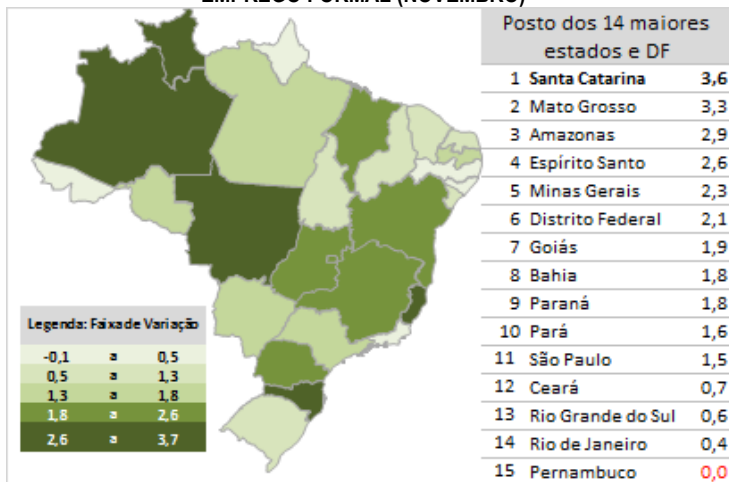 EMPREGO FORMAL (NOVEMBRO)
Posto dos 14 maiores
estados e DF
1 Santa Catarina 3,6
2 Mato Grosso 3,3
3 Amazonas 2,9
4 Espírito Santo 2,6
5 Minas Gerais 2,3
6 Distrito Federal 2,1
7 Goiás 1,9
8 Bahia 1,8
9 Paraná 1,8
10 Pará 1,6
11 São Paulo 1,5
12 Ceará 0,7
13 Rio Grande do Sul 0,6
14 Rio de Janeiro 0,4
15 Pernambuco 0,0
Legenda: Faixa de Variação
-0,1 a 0,5
0,5 a 1,3
1,3 a 1,8
1,8 a 2,6
2,6 a 3,7